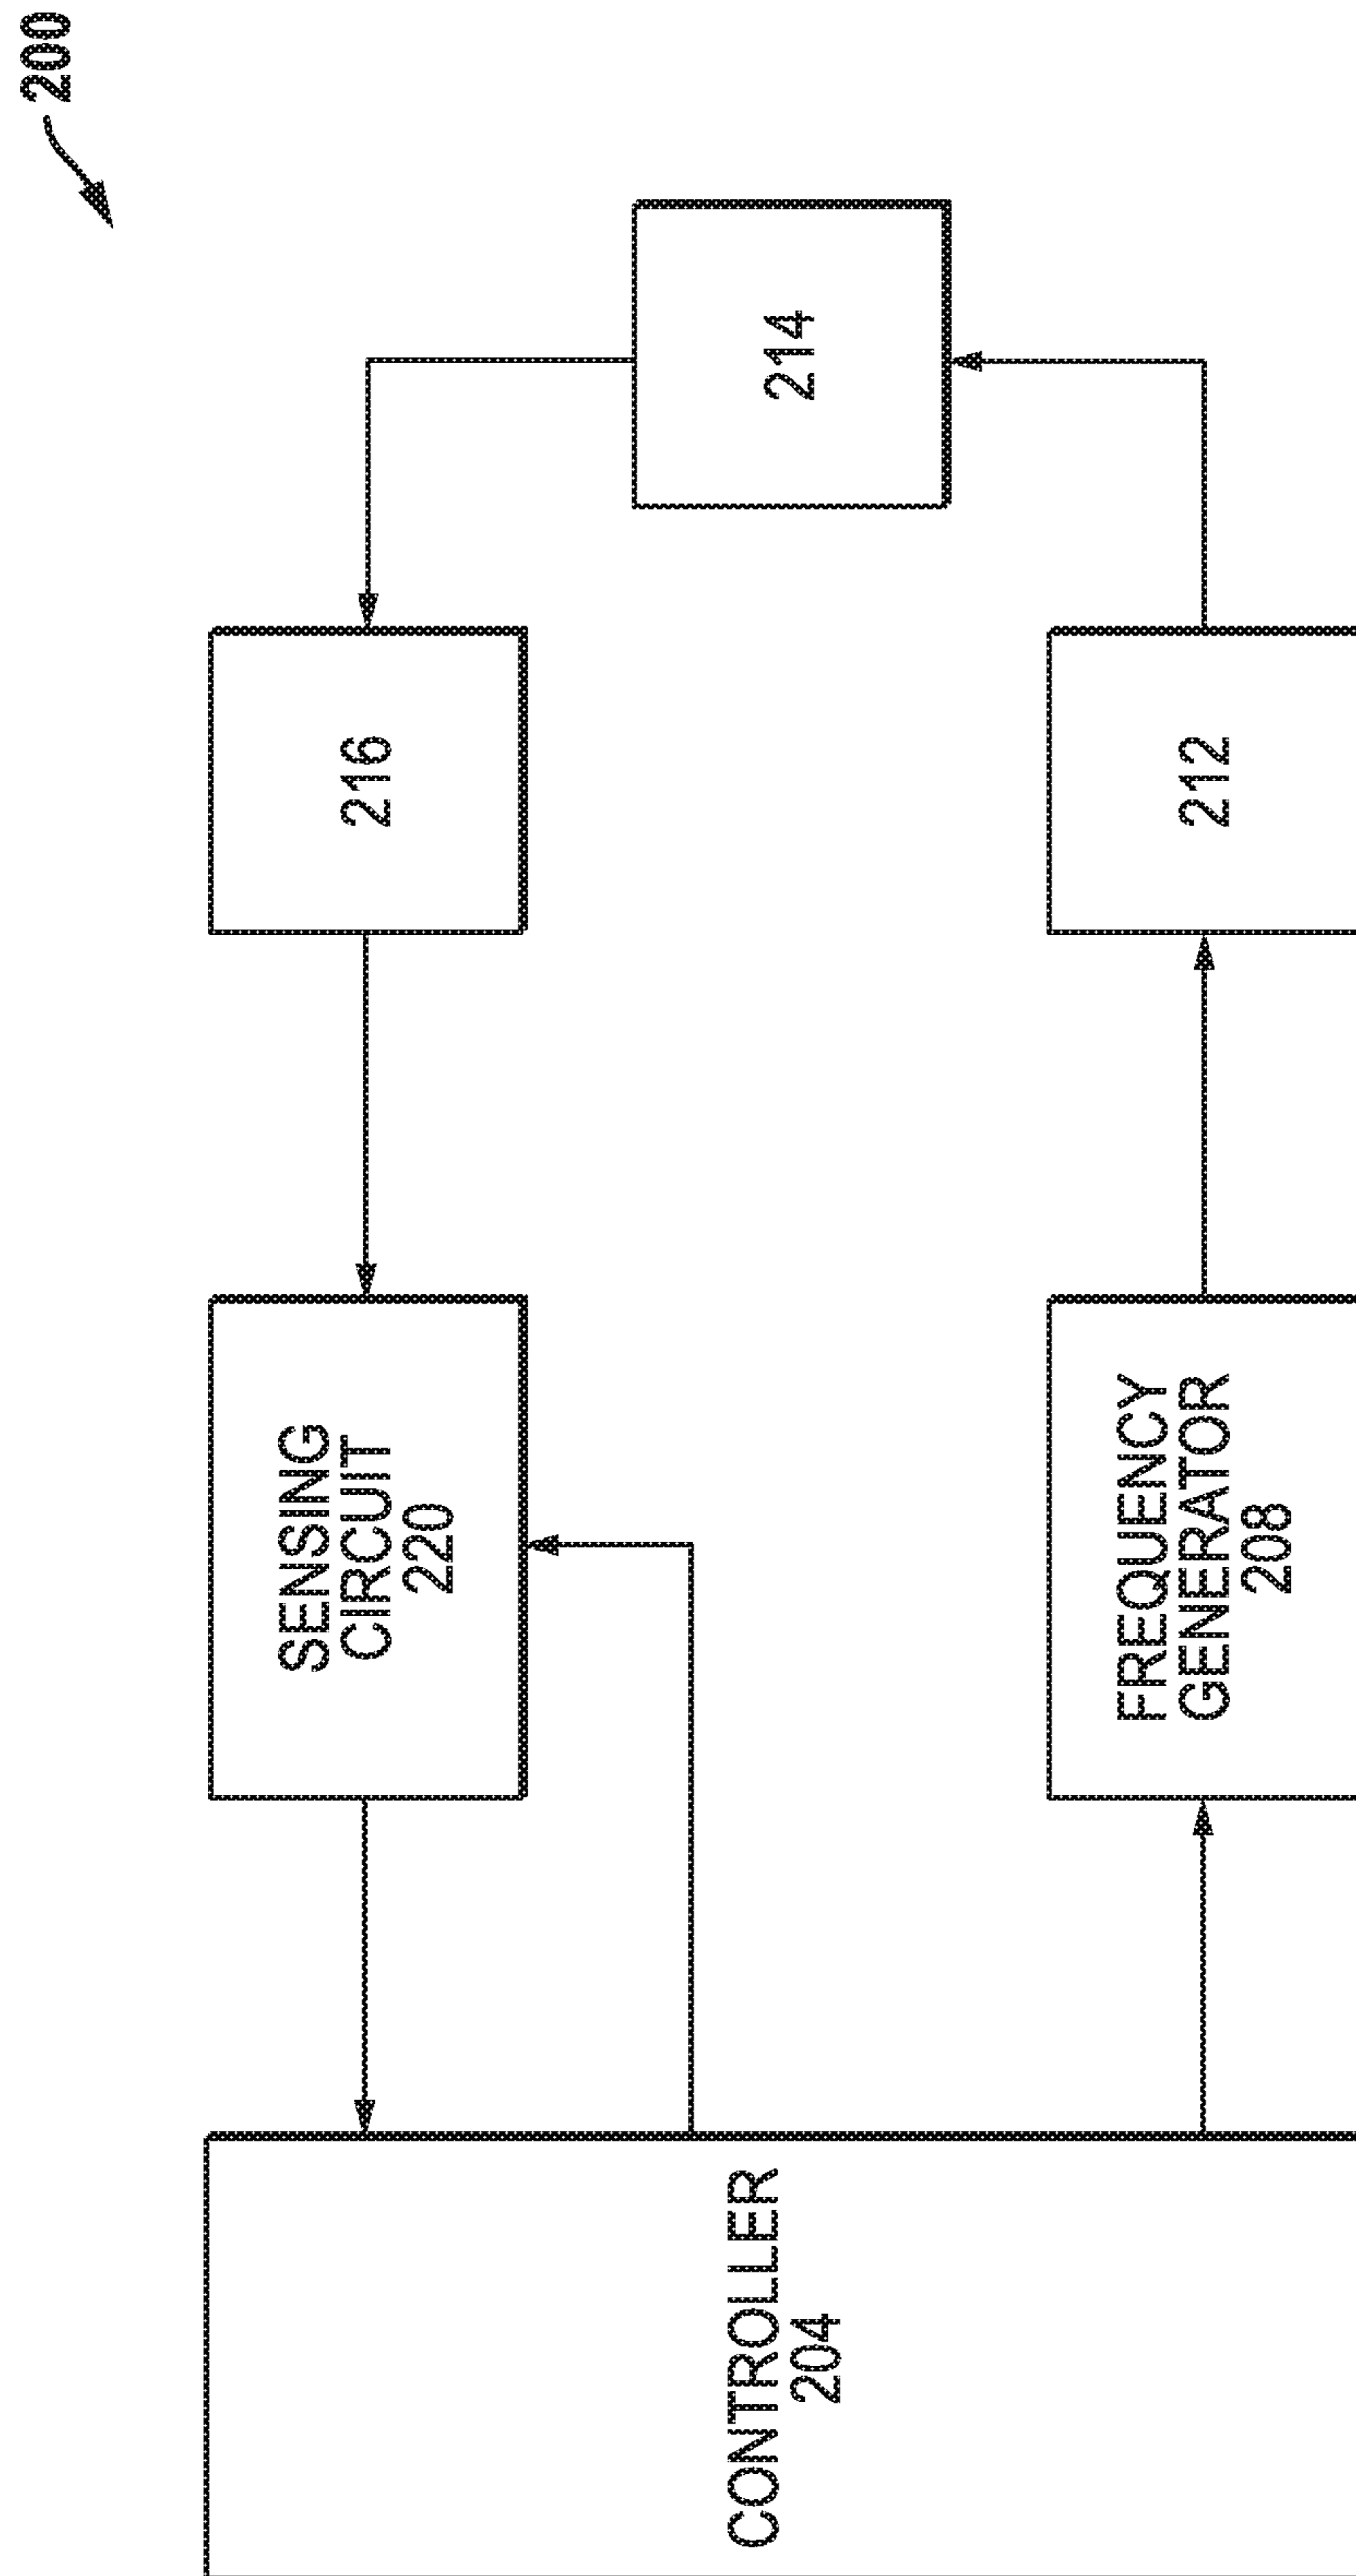 200
SENSING
CIRCUIT
220
216
214
CONTROLLER
204
FREQUENCY
GENERATOR
208
212